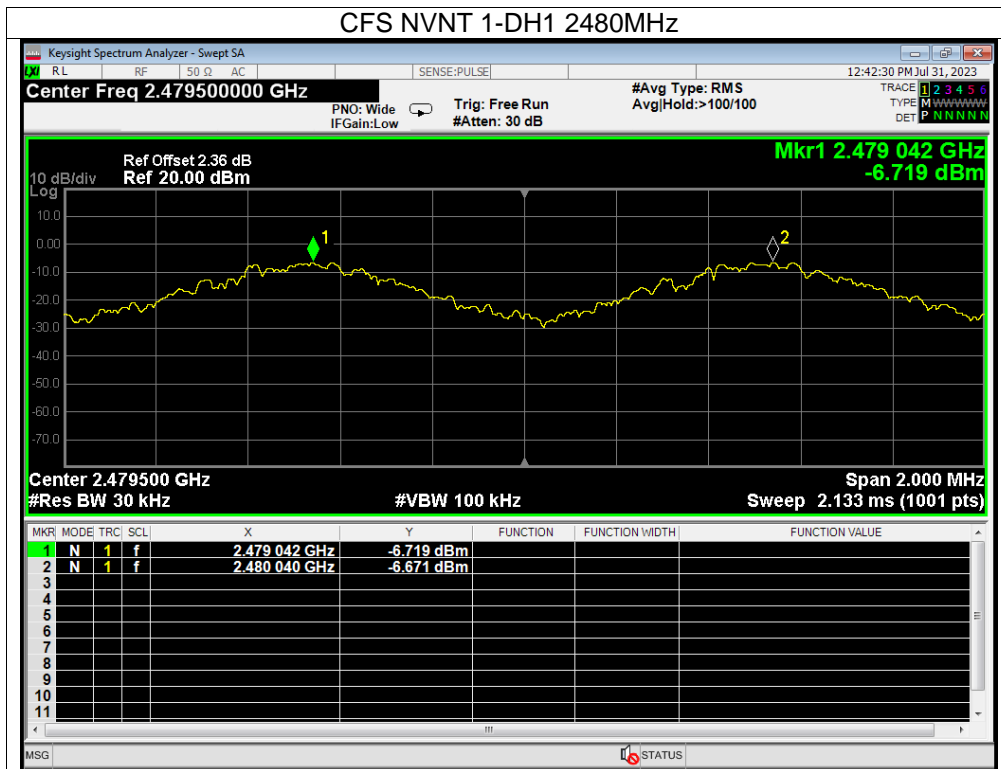 CFS NVNT 1-DH1 2480MHz
Keysight Spectrum Analyzer - Swept SA
LXI RL RF 50 Ω AC SENSE:PULSE 12:42:30 PM Jul 31, 2023
Center Freq 2.479500000 GHz #Avg Type: RMS TRACE 1 2 3 4 5 6
PNO: Wide Trig: Free Run Avg|Hold:>100/100 TYPE M WWWWW
IFGain:Low #Atten: 30 dB DET P N N N N N
Mkr1 2.479 042 GHz
Ref Offset 2.36 dB
10 dB/div Ref 20.00 dBm -6.719 dBm
Log
10.0
1 2
0.00
-10.0
-20.0
-30.0
-40.0
-50.0
-60.0
-70.0
Center 2.479500 GHz Span 2.000 MHz
#Res BW 30 kHz #VBW 100 kHz Sweep 2.133 ms (1001 pts)
MKR MODE TRC SCL X Y FUNCTION FUNCTION WIDTH FUNCTION VALUE
1 N 1 f 2.479 042 GHz -6.719 dBm
2 N 1 f 2.480 040 GHz -6.671 dBm
3
4
5
6
7
8
9
10
11
MSG STATUS